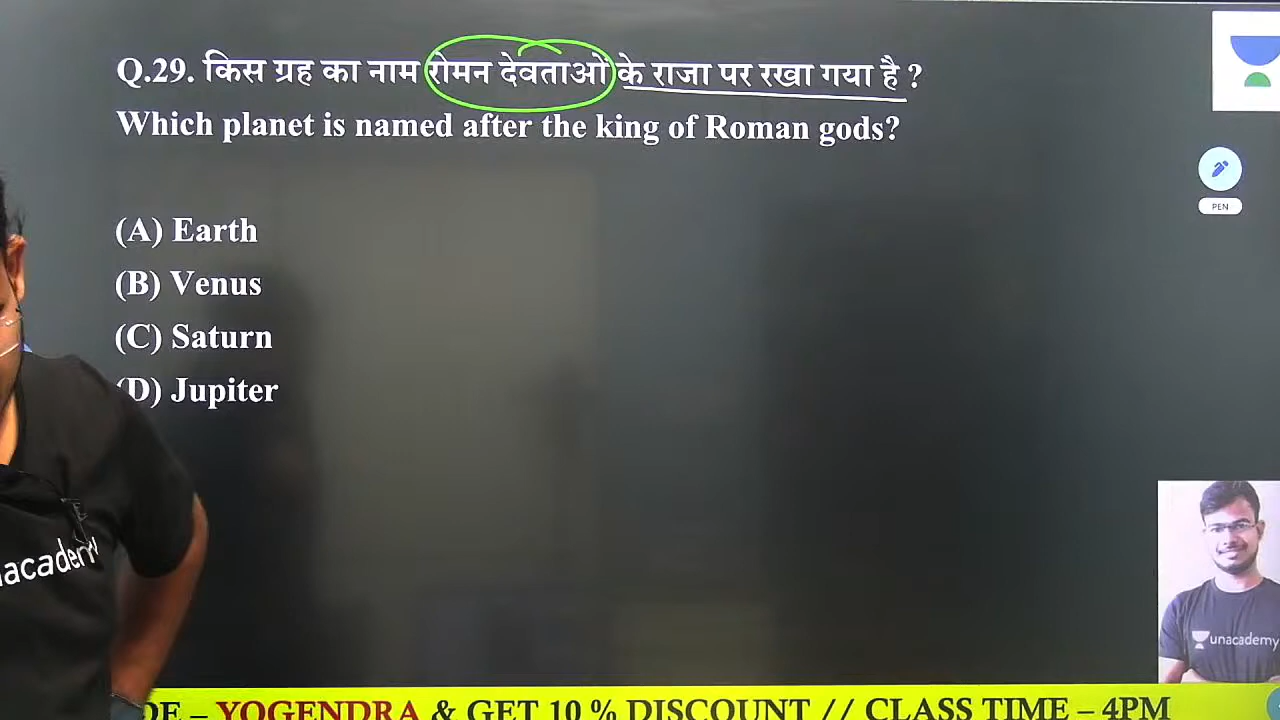 Q.29. किस ग्रह का नाम रोमन देवताओं के राजा पर रखा गया है ?
Which planet is named after the king of Roman gods?
PEN
(A) Earth
(B) Venus
(C) Saturn
(D) Jupiter
unacademy
– YOGENDRA & GET 10 % DISCOUNT // CLASS TIME – 4PM